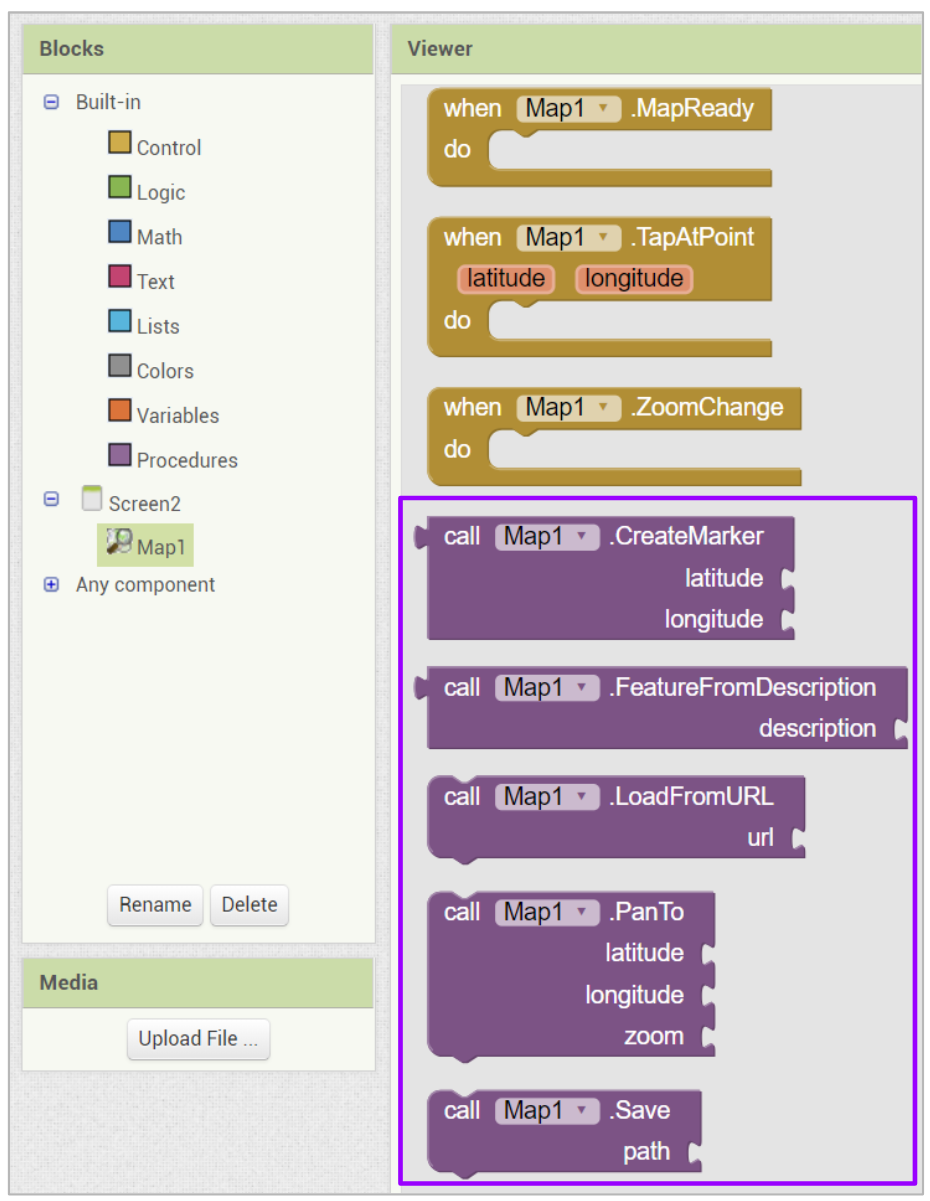 Blocks
Built-in
Control
Logic
Math
Text
Lists
Colors
Variables
Procedures
Screen2
Map1
Any component
Rename Delete
Media
Upload File ...
Viewer
when Map1 .MapReady
do
when Map1 .TapAtPoint
latitude longitude
do
when Map1 .ZoomChange
do
call Map1 .CreateMarker
latitude
longitude
call Map1 .FeatureFromDescription
description
call Map1 .LoadFromURL
url
call Map1 .PanTo
latitude
longitude
zoom
call Map1 .Save
path